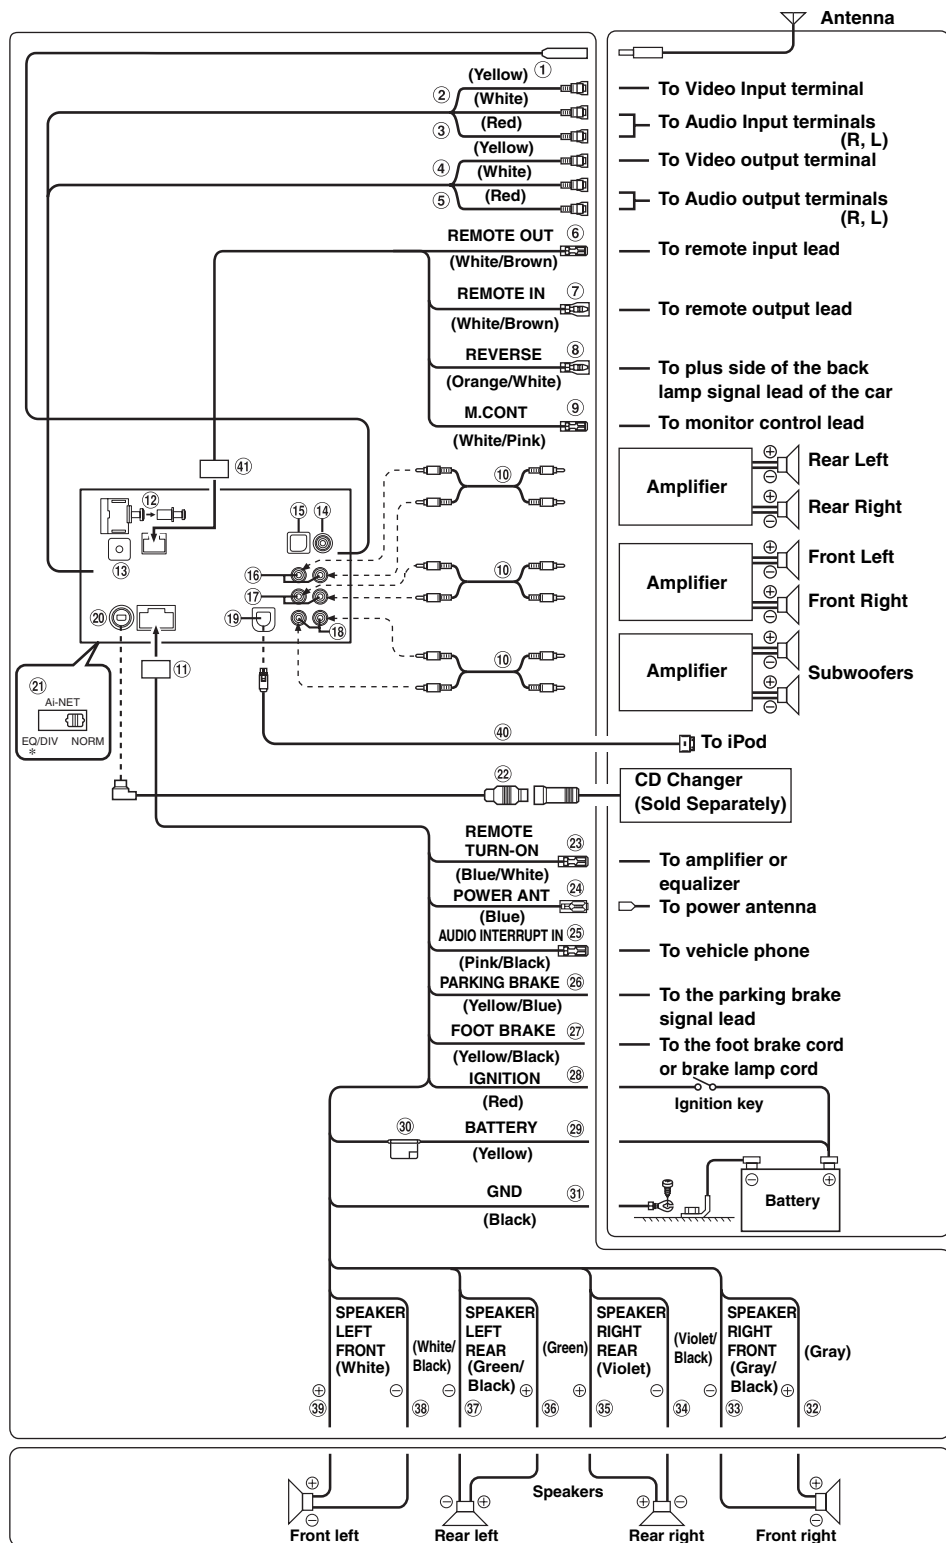 Antenna
①
(Yellow)
②
(White)
To Video Input terminal
(Red)
③
To Audio Input terminals
(R, L)
(Yellow)
④
(White)
To Video output terminal
(Red)
⑤
To Audio output terminals
(R, L)
REMOTE OUT ⑥
(White/Brown)
To remote input lead
REMOTE IN ⑦
(White/Brown)
To remote output lead
REVERSE ⑧
(Orange/White)
To plus side of the back
lamp signal lead of the car
M.CONT ⑨
(White/Pink)
To monitor control lead
㊶
⑩
Amplifier
⊕
⊖
Rear Left
⊕
⊖
Rear Right
⑫
⑬
⑮ ⑭
⑯
⑰
⑩
Amplifier
⊕
⊖
Front Left
⊕
⊖
Front Right
⑳
⑲
⑱
⑪
⑩
Amplifier
⊕
⊖
⊕
⊖
Subwoofers
㉑
Ai-NET
EQ/DIV NORM
*
㊵
To iPod
㉒
CD Changer
(Sold Separately)
REMOTE
TURN-ON ㉓
(Blue/White)
To amplifier or
equalizer
POWER ANT ㉔
(Blue)
To power antenna
AUDIO INTERRUPT IN ㉕
(Pink/Black)
To vehicle phone
PARKING BRAKE ㉖
(Yellow/Blue)
To the parking brake
signal lead
FOOT BRAKE ㉗
(Yellow/Black)
To the foot brake cord
or brake lamp cord
IGNITION ㉘
(Red)
Ignition key
㉚
BATTERY ㉙
(Yellow)
GND ㉛
(Black)
⊖ ⊕
Battery
SPEAKER
LEFT
FRONT
(White)
⊕
㊴
(White/
Black)
⊖
㊳
SPEAKER
LEFT
REAR
(Green/
Black)
⊖
㊲
(Green)
⊕
㊱
SPEAKER
RIGHT
REAR
(Violet)
⊕
㉟
(Violet/
Black)
⊖
㉞
SPEAKER
RIGHT
FRONT
(Gray/
Black)
⊖
㉝
(Gray)
⊕
㉜
Speakers
⊕
⊖
Front left
⊖ ⊕
Rear left
⊕ ⊖
Rear right
⊕
⊖
Front right